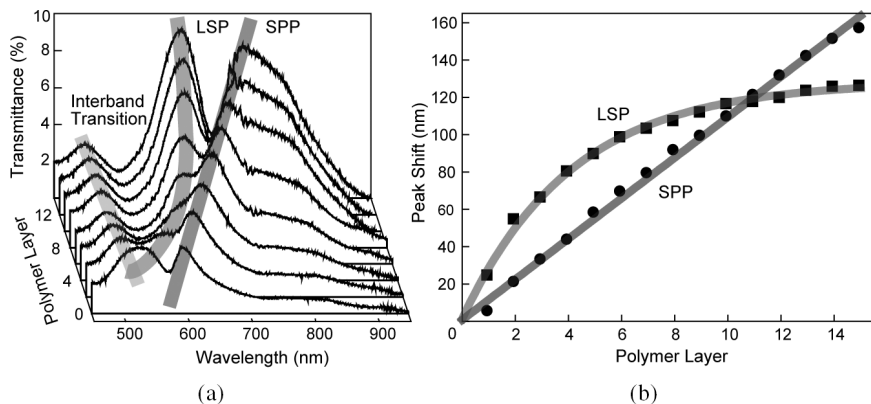 10
8
6
4
2
Transmittance (%)
LSP SPP
Interband
Transition
12
8
4
0
Polymer Layer
500 600 700 800 900
Wavelength (nm)
(a)
160
140
120
100
80
60
40
20
0
Peak Shift (nm)
LSP
SPP
2 4 6 8 10 12 14
Polymer Layer
(b)